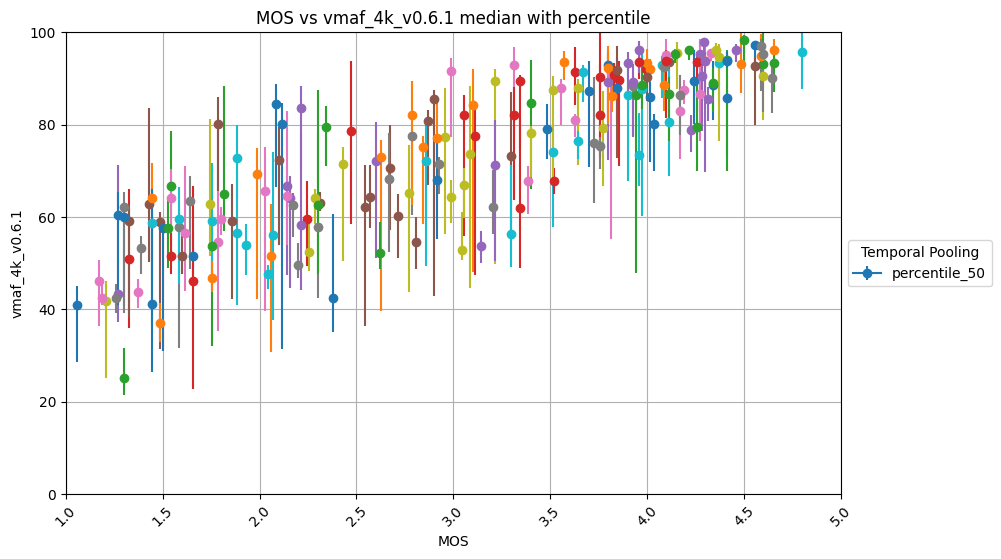 MOS vs vmaf_4k_v0.6.1 median with percentile
100
80
60
40
20
0
vmaf_4k_v0.6.1
1.0 1.5 2.0 2.5 3.0 3.5 4.0 4.5 5.0
MOS
Temporal Pooling
percentile_50